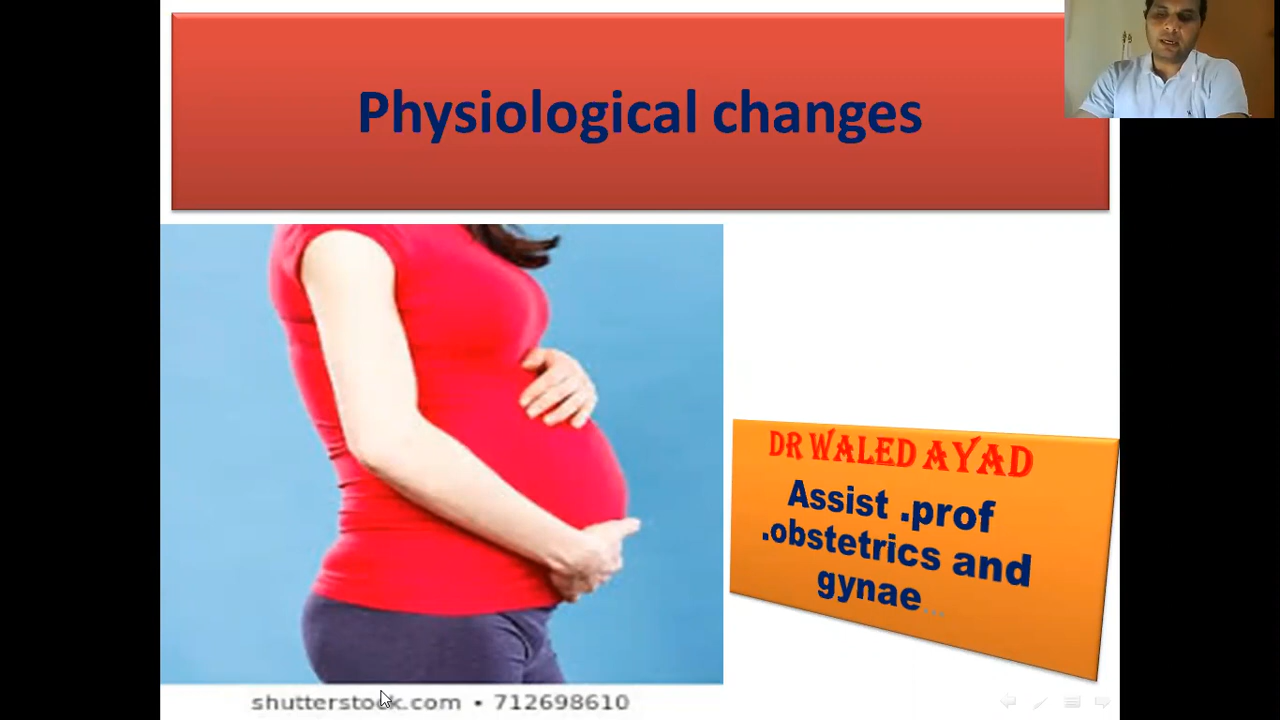 Physiological changes
DR WALED AYAD
Assist .prof
.obstetrics and
gynae...
shutterstock.com • 712698610